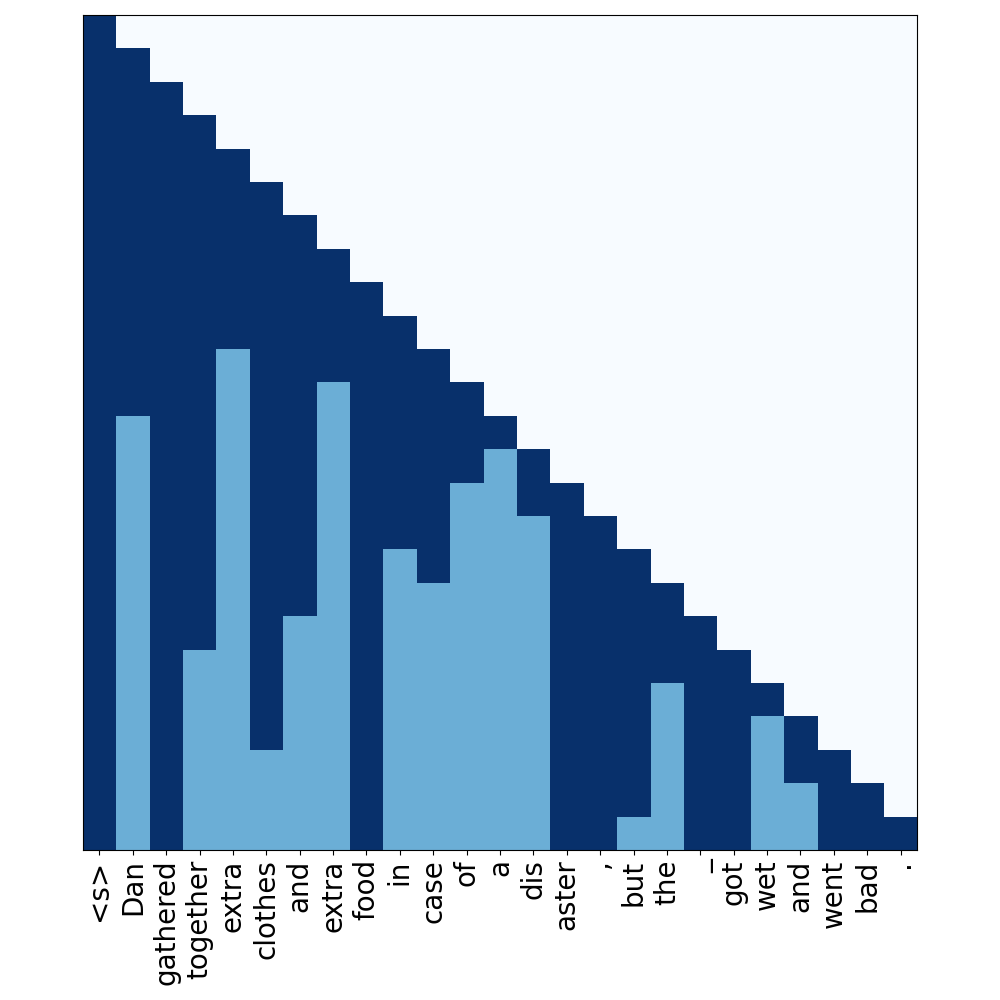 <s> Dan gathered together extra clothes and extra food in case of a dis aster , but the _ got wet and went bad .